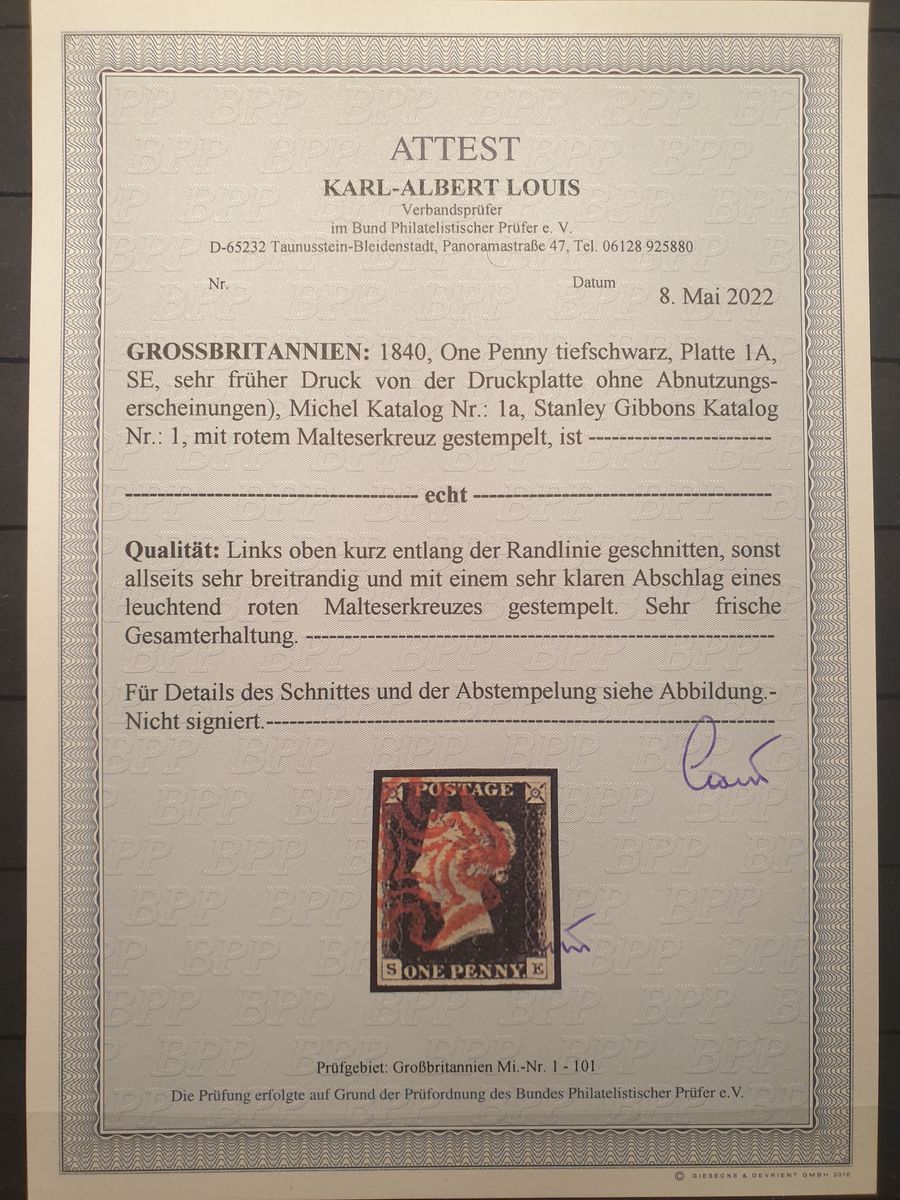 ATTEST
KARL-ALBERT LOUIS
Verbandsprüfer
im Bund Philatelistischer Prüfer e. V.
D-65232 Taunusstein-Bleidenstadt, Panoramastraße 47, Tel. 06128 925880
Nr. Datum
8. Mai 2022
GROSSBRITANNIEN: 1840, One Penny tiefschwarz, Platte 1A,
SE, sehr früher Druck von der Druckplatte ohne Abnutzungs-
erscheinungen), Michel Katalog Nr.: 1a, Stanley Gibbons Katalog
Nr.: 1, mit rotem Malteserkreuz gestempelt, ist ------------------------
-------------------------------------- echt ---------------------------------------
Qualität: Links oben kurz entlang der Randlinie geschnitten, sonst
allseits sehr breitrandig und mit einem sehr klaren Abschlag eines
leuchtend roten Malteserkreuzes gestempelt. Sehr frische
Gesamterhaltung. -------------------------------------------------------------
Für Details des Schnittes und der Abstempelung siehe Abbildung.-
Nicht signiert.-------------------------------------------------------------------
POSTAGE
S ONE PENNY. E
Prüfgebiet: Großbritannien Mi.-Nr. 1 - 101
Die Prüfung erfolgte auf Grund der Prüfordnung des Bundes Philatelistischer Prüfer e.V.
© GIESECKE & DEVRIENT GMBH 2016